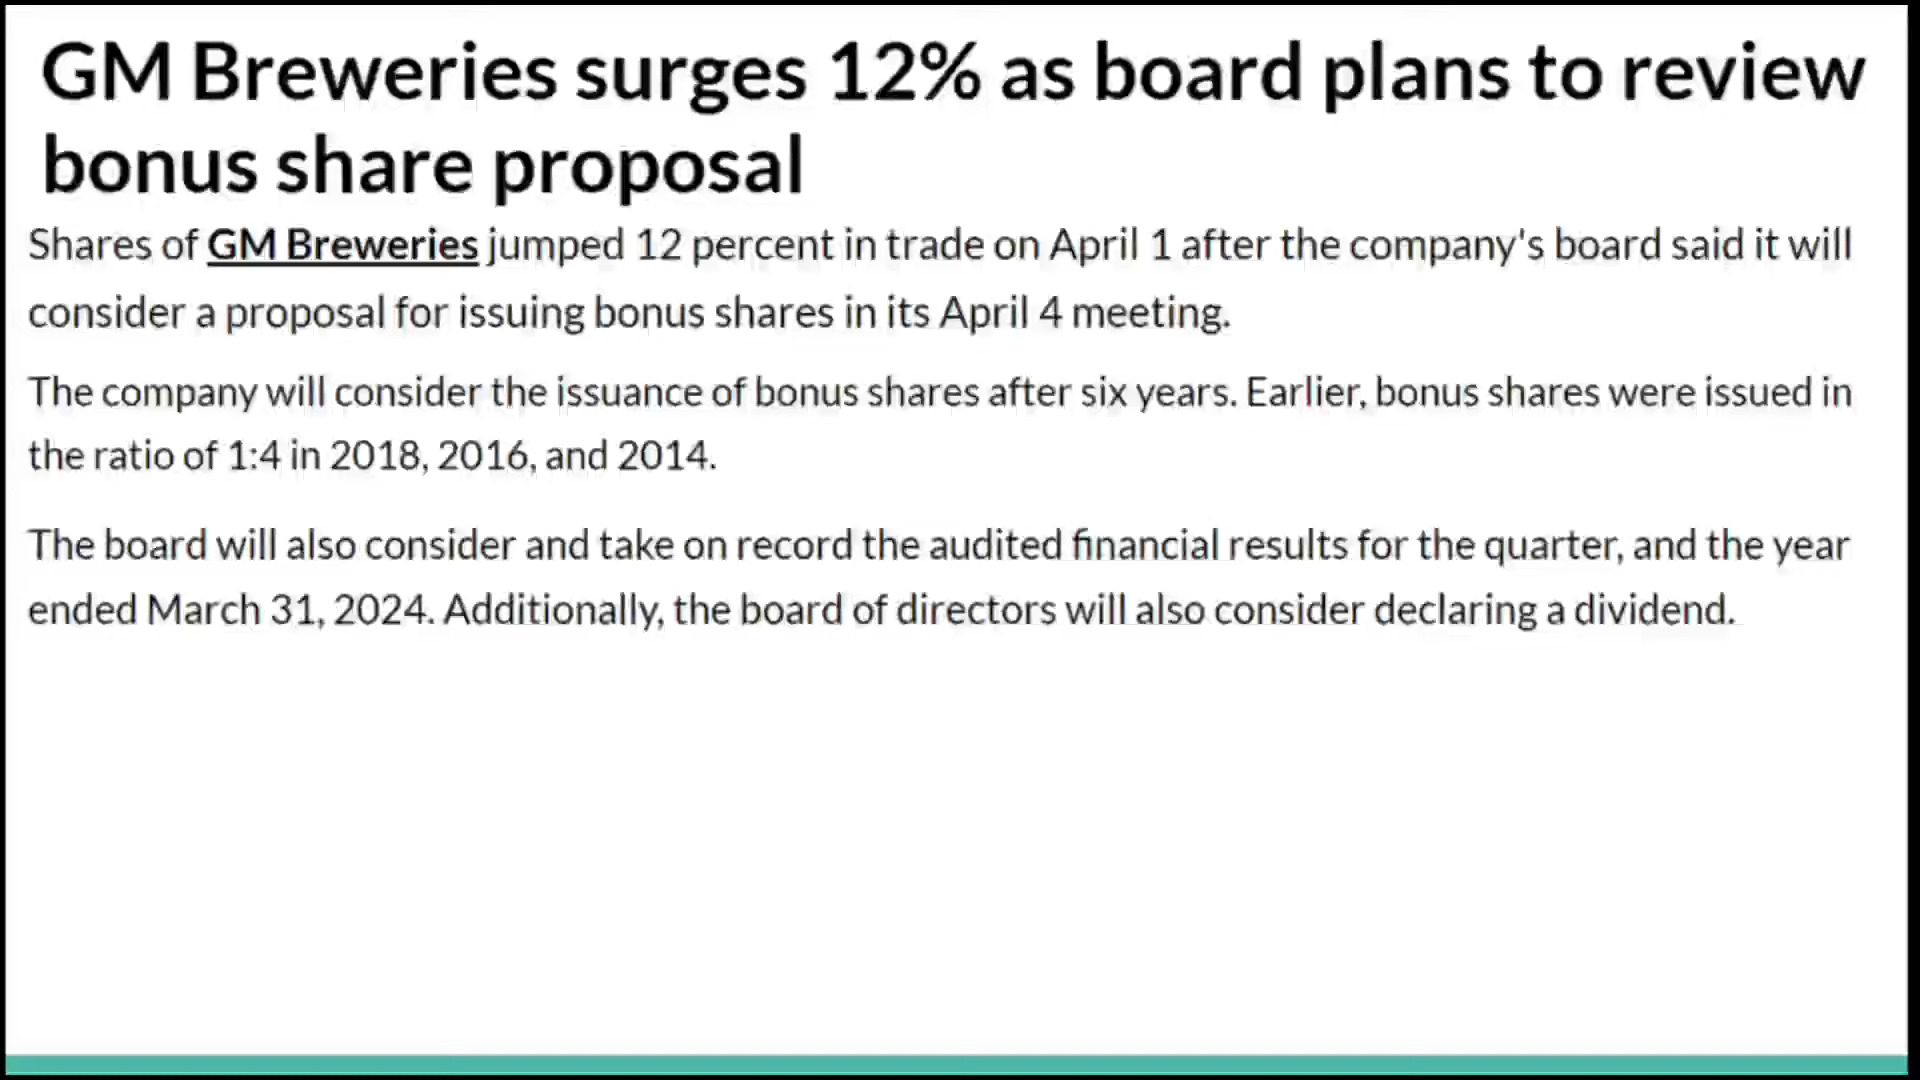 GM Breweries surges 12% as board plans to review
bonus share proposal
Shares of GM Breweries jumped 12 percent in trade on April 1 after the company's board said it will
consider a proposal for issuing bonus shares in its April 4 meeting.
The company will consider the issuance of bonus shares after six years. Earlier, bonus shares were issued in
the ratio of 1:4 in 2018, 2016, and 2014.
The board will also consider and take on record the audited financial results for the quarter, and the year
ended March 31, 2024. Additionally, the board of directors will also consider declaring a dividend.